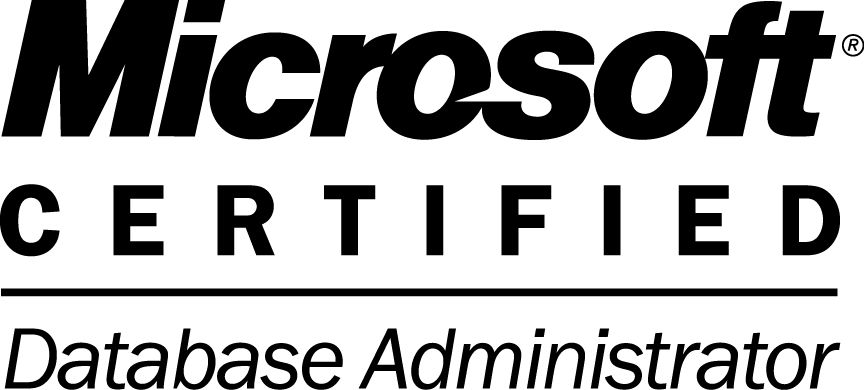 Microsoft®
CERTIFIED
Database Administrator